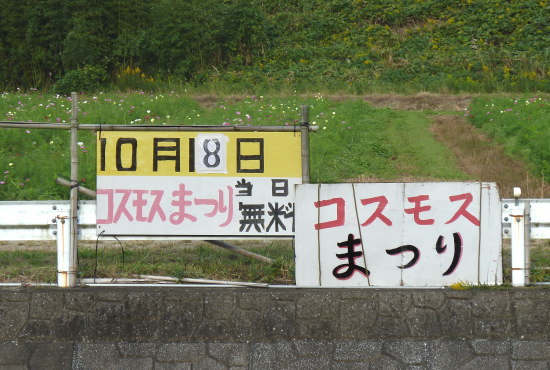 10月18日
コスモスまつり
当日
無料
コスモス
まつり